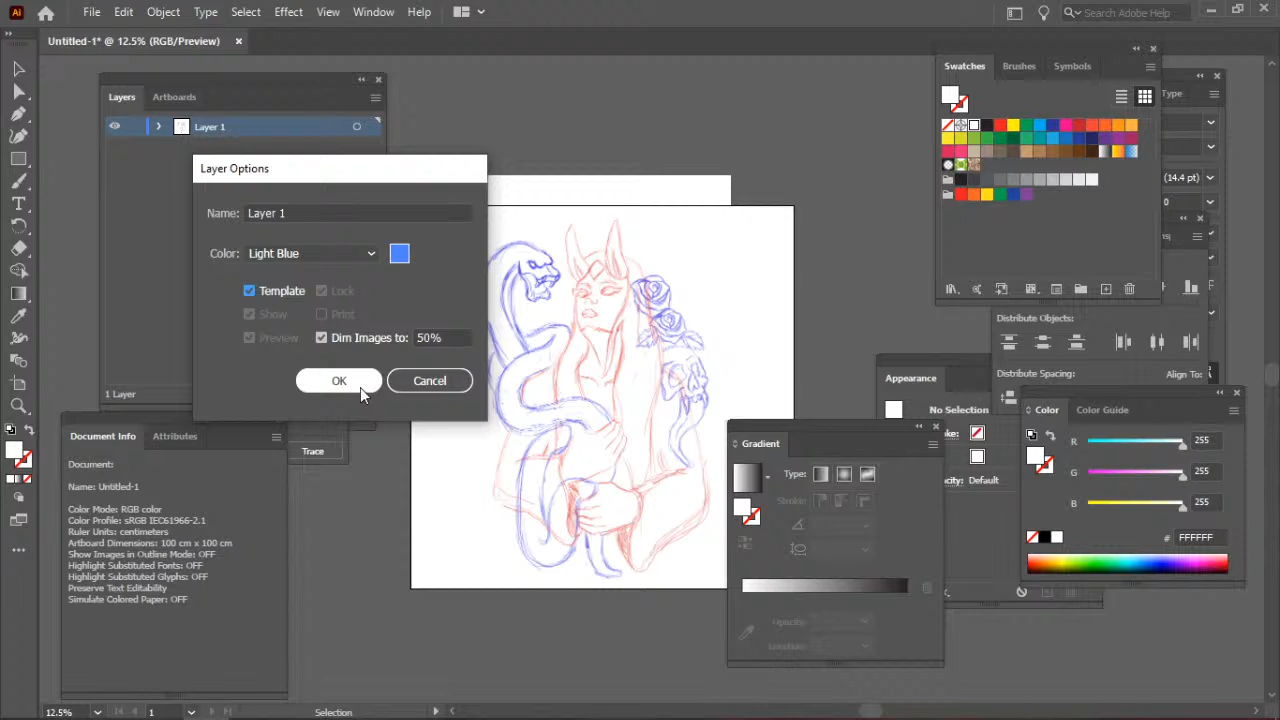 Ai
File Edit Object Type Select Effect View Window Help
Search Adobe Help
Untitled-1* @ 12.5% (RGB/Preview) ×
Layers Artboards
Layer 1
1 Layer
Layer Options
Name: Layer 1
Color: Light Blue
Template Lock
Show Print
Preview Dim Images to: 50%
OK Cancel
Document Info Attributes
Document:
Name: Untitled-1
Color Mode: RGB color
Color Profile: sRGB IEC61966-2.1
Ruler Units: centimeters
Artboard Dimensions: 100 cm x 100 cm
Show Images in Outline Mode: OFF
Highlight Substituted Fonts: OFF
Highlight Substituted Glyphs: OFF
Preserve Text Editability
Simulate Colored Paper: OFF
Trace
Swatches Brushes Symbols
Type
(14.4 pt)
0
Distribute Objects:
Distribute Spacing: Align To:
Appearance
No Selection
Opacity: Default
Color Color Guide
R 255
G 255
B 255
# FFFFFF
Gradient
Type:
Stroke:
Opacity:
Location:
12.5% 1 Selection